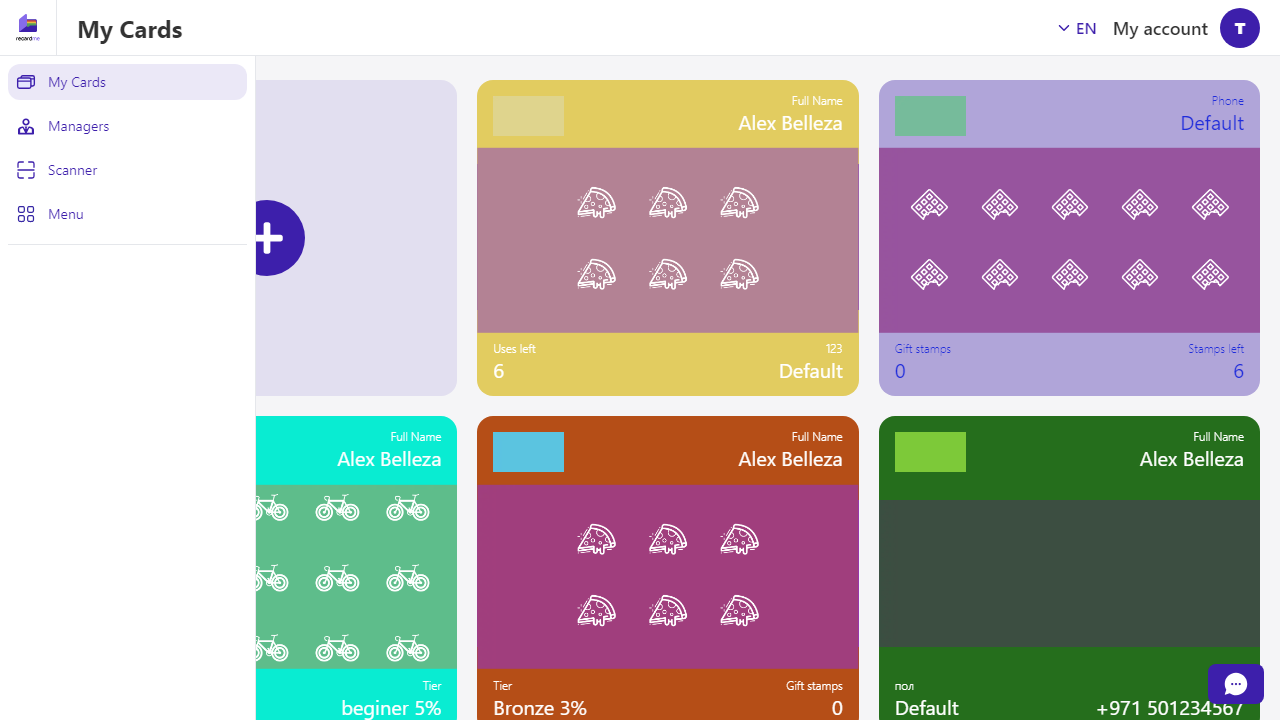 recardme
My Cards
EN
My account
T
My Cards
Managers
Scanner
Menu
Full Name
Alex Belleza
Uses left
123
6
Default
Phone
Default
Gift stamps
Stamps left
0
6
Full Name
Alex Belleza
Tier
beginer 5%
Full Name
Alex Belleza
Tier
Gift stamps
Bronze 3%
0
Full Name
Alex Belleza
пол
Default
+971 501234567